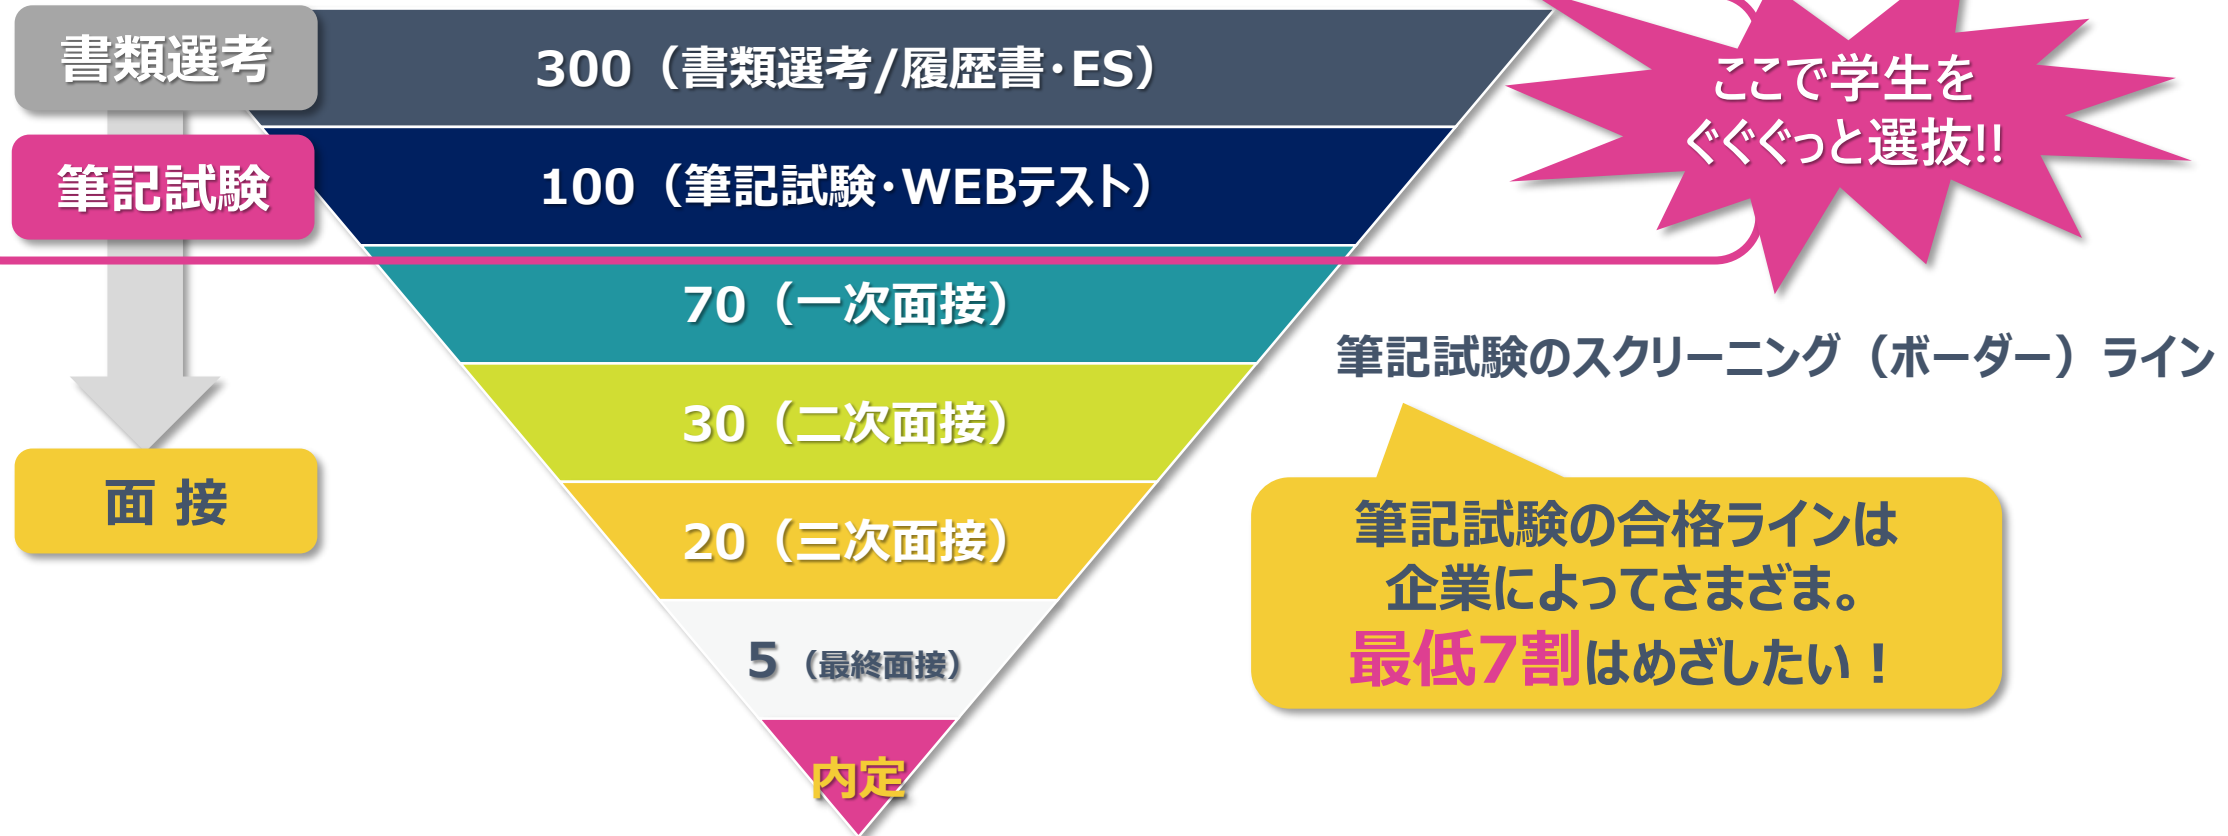 書類選考
300（書類選考/履歴書･ES）
ここで学生を
ぐぐぐっと選抜!!
筆記試験
100（筆記試験･WEBテスト）
70（一次面接）
筆記試験のスクリーニング（ボーダー）ライン
30（二次面接）
面 接
20（三次面接）
筆記試験の合格ラインは
企業によってさまざま。
最低7割はめざしたい！
5（最終面接）
内定